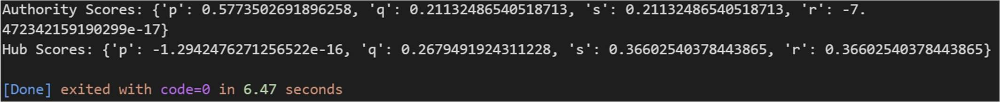 Authority Scores: {'p': 0.5773502691896258, 'q': 0.21132486540518713, 's': 0.21132486540518713, 'r': -7.
472342159190299e-17}
Hub Scores: {'p': -1.2942476271256522e-16, 'q': 0.2679491924311228, 's': 0.36602540378443865, 'r': 0.36602540378443865}
[Done] exited with code=0 in 6.47 seconds